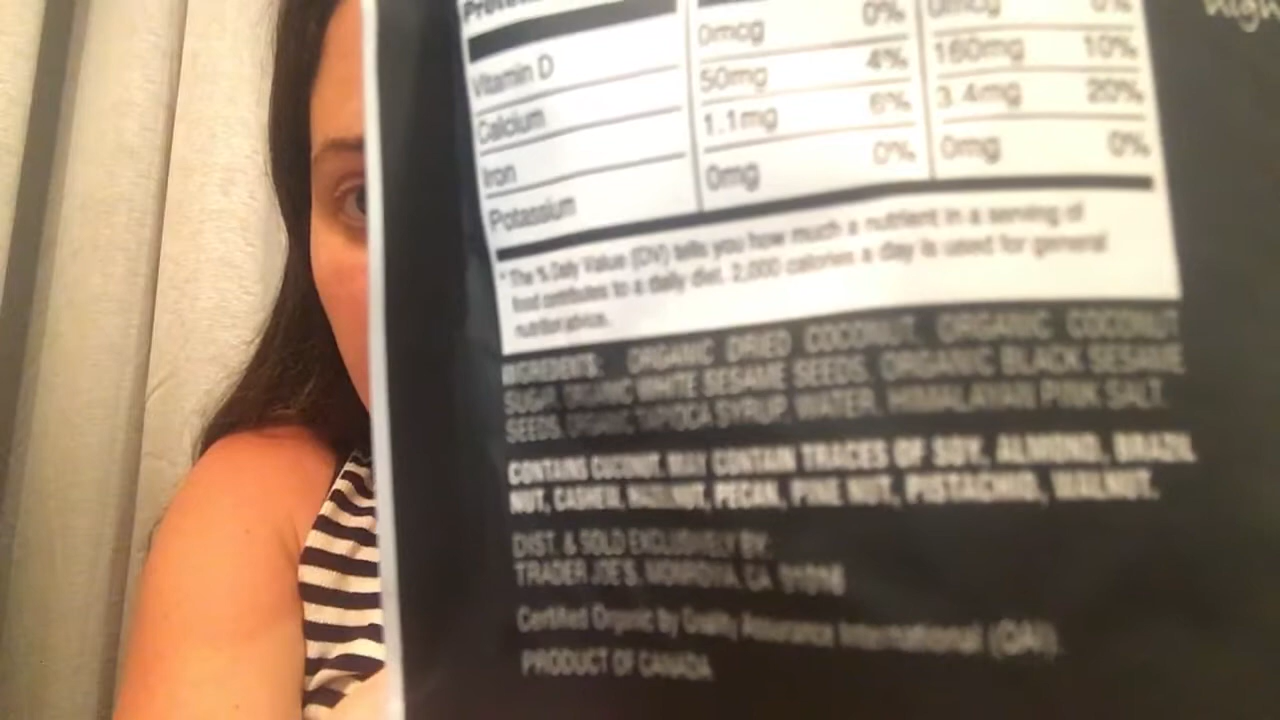 Protein
Vitamin D 0mcg 0% 0mcg 0%
Calcium 50mg 4% 160mg 10%
Iron 1.1mg 6% 3.4mg 20%
Potassium 0mg 0% 0mg 0%
* The % Daily Value (DV) tells you how much a nutrient in a serving of
food contributes to a daily diet. 2,000 calories a day is used for general
nutrition advice.
INGREDIENTS: ORGANIC DRIED COCONUT, ORGANIC COCONUT
SUGAR, ORGANIC WHITE SESAME SEEDS, ORGANIC BLACK SESAME
SEEDS, ORGANIC TAPIOCA SYRUP, WATER, HIMALAYAN PINK SALT.
CONTAINS COCONUT. MAY CONTAIN TRACES OF SOY, ALMOND, BRAZIL
NUT, CASHEW, HAZELNUT, PECAN, PINE NUT, PISTACHIO, WALNUT.
DIST. & SOLD EXCLUSIVELY BY:
TRADER JOE'S, MONROVIA, CA 91016
Certified Organic by Quality Assurance International (QAI).
PRODUCT OF CANADA
high